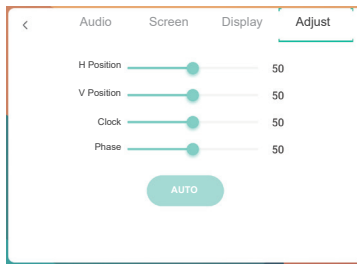 Audio Screen Display Adjust
H Position 50
V Position 50
Clock 50
Phase 50
AUTO